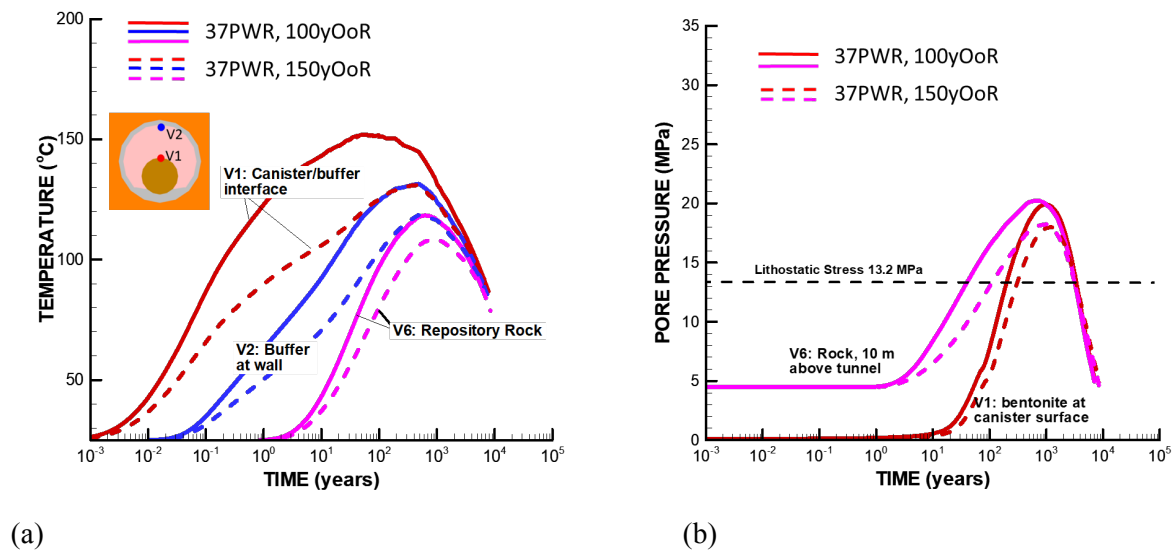 200
150
100
50
TEMPERATURE (°C)
37PWR, 100yOoR
37PWR, 150yOoR
V2
V1
V1: Canister/buffer
interface
V2: Buffer
at wall
V6: Repository Rock
10⁻³ 10⁻² 10⁻¹ 10⁰ 10¹ 10² 10³ 10⁴ 10⁵
TIME (years)
(a)
35
30
25
20
15
10
5
0
PORE PRESSURE (MPa)
37PWR, 100yOoR
37PWR, 150yOoR
Lithostatic Stress 13.2 MPa
V6: Rock, 10 m
above tunnel
V1: bentonite at
canister surface
10⁻³ 10⁻² 10⁻¹ 10⁰ 10¹ 10² 10³ 10⁴ 10⁵
TIME (years)
(b)